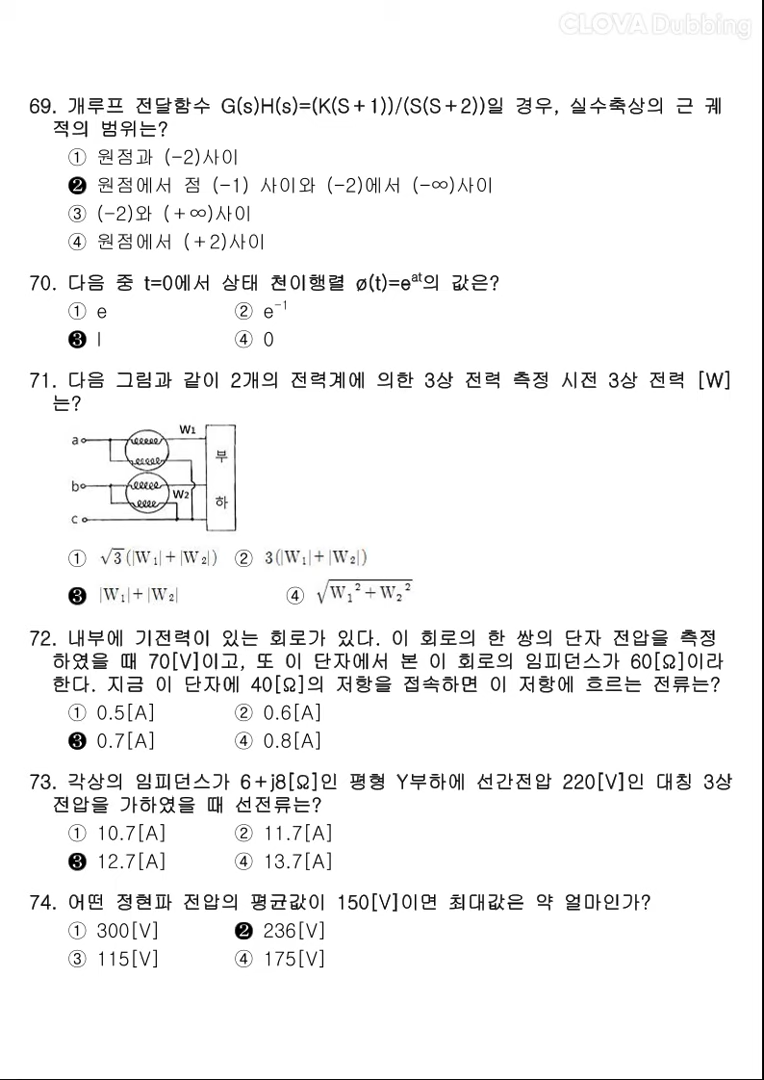 CLOVA Dubbing
69. 개루프 전달함수 G(s)H(s)=(K(S+1))/(S(S+2))일 경우, 실수축상의 근 궤
적의 범위는?
① 원점과 (-2)사이
❷ 원점에서 점 (-1) 사이와 (-2)에서 (-∞)사이
③ (-2)와 (+∞)사이
④ 원점에서 (+2)사이
70. 다음 중 t=0에서 상태 천이행렬 ø(t)=eᵃᵗ의 값은?
① e ② e⁻¹
❸ I ④ 0
71. 다음 그림과 같이 2개의 전력계에 의한 3상 전력 측정 시전 3상 전력 [W]
는?
W₁
a
부
b
W₂
하
c
① √3(|W₁|+|W₂|) ② 3(|W₁|+|W₂|)
❸ |W₁|+|W₂| ④ √(W₁²+W₂²)
72. 내부에 기전력이 있는 회로가 있다. 이 회로의 한 쌍의 단자 전압을 측정
하였을 때 70[V]이고, 또 이 단자에서 본 이 회로의 임피던스가 60[Ω]이라
한다. 지금 이 단자에 40[Ω]의 저항을 접속하면 이 저항에 흐르는 전류는?
① 0.5[A] ② 0.6[A]
❸ 0.7[A] ④ 0.8[A]
73. 각상의 임피던스가 6+j8[Ω]인 평형 Y부하에 선간전압 220[V]인 대칭 3상
전압을 가하였을 때 선전류는?
① 10.7[A] ② 11.7[A]
❸ 12.7[A] ④ 13.7[A]
74. 어떤 정현파 전압의 평균값이 150[V]이면 최대값은 약 얼마인가?
① 300[V] ❷ 236[V]
③ 115[V] ④ 175[V]